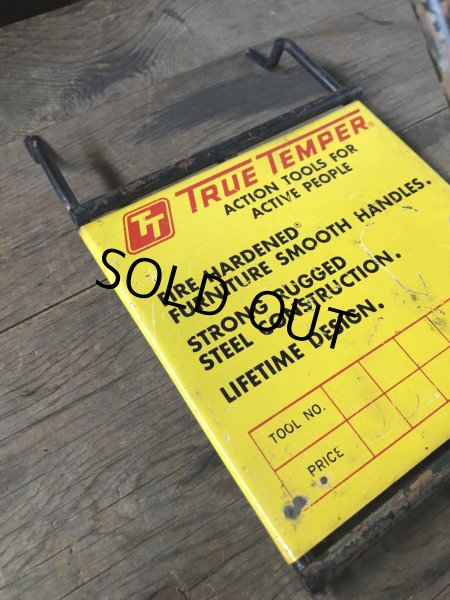 TT TRUE TEMPER®
ACTION TOOLS FOR
ACTIVE PEOPLE
FIRE HARDENED®
FURNITURE SMOOTH HANDLES.
STRONG RUGGED
STEEL CONSTRUCTION.
LIFETIME DESIGN.
SOLD OUT
TOOL NO.
PRICE